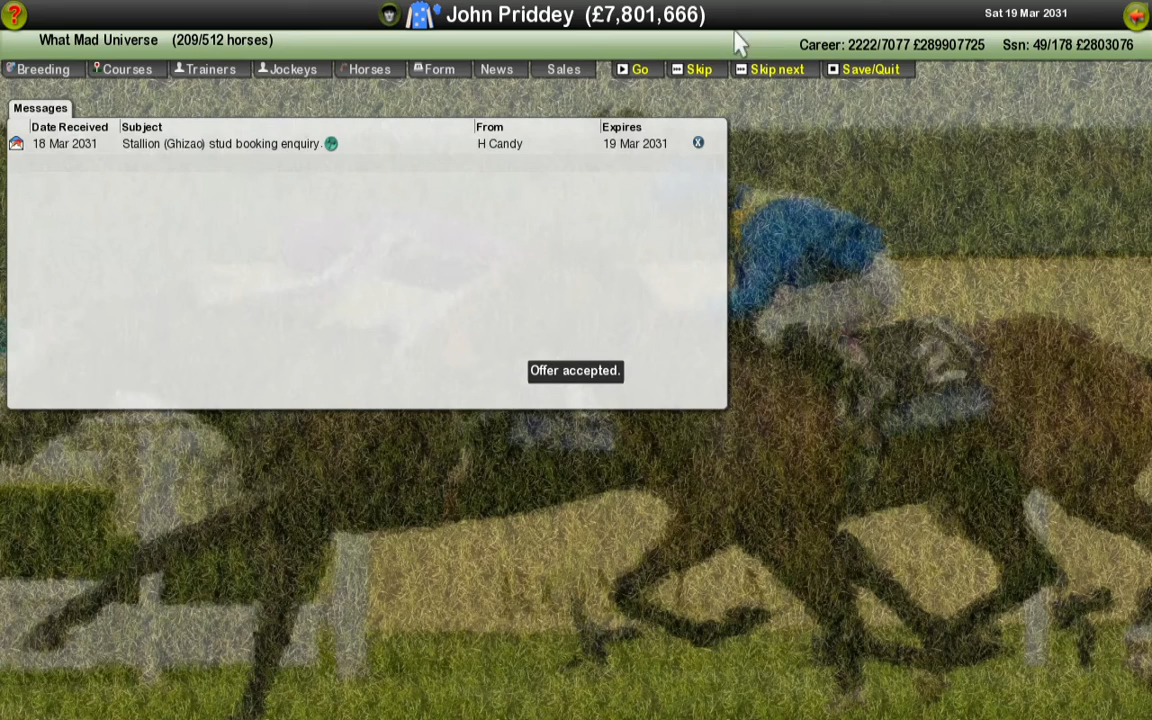 John Priddey (£7,801,666)
Sat 19 Mar 2031
What Mad Universe (209/512 horses)
Career: 2222/7077 £289907725 Ssn: 49/178 £2803076
Breeding Courses Trainers Jockeys Horses Form News Sales Go Skip Skip next Save/Quit
Messages
Date Received Subject From Expires
18 Mar 2031 Stallion (Ghizao) stud booking enquiry. H Candy 19 Mar 2031 X
Offer accepted.